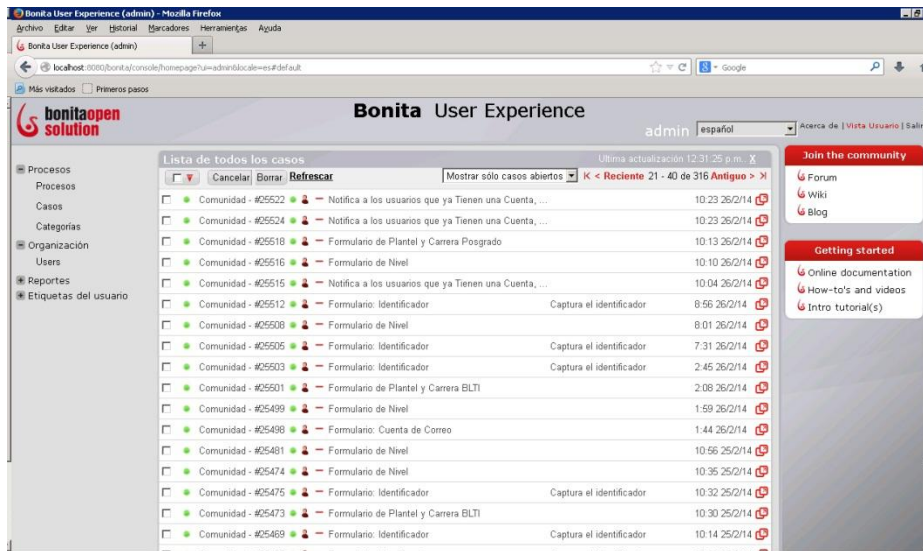 Bonita User Experience (admin) - Mozilla Firefox
Archivo Editar Ver Historial Marcadores Herramientas Ayuda
Bonita User Experience (admin)
localhost:8080/bonita/console/homepage?ui=admin&locale=es#default
Google
Más visitados Primeros pasos
bonitaopen
solution
Bonita User Experience
admin español
Acerca de | Vista Usuario | Salir
Procesos
Procesos
Casos
Categorias
Organización
Users
Reportes
Etiquetas del usuario
Lista de todos los casos Ultima actualización 12:31:25 p.m.. X
Cancelar Borrar Refrescar Mostrar sólo casos abiertos < Reciente 21 - 40 de 316 Antiguo >
Comunidad - #25522 Notifica a los usuarios que ya Tienen una Cuenta, ... 10:23 26/2/14
Comunidad - #25524 Notifica a los usuarios que ya Tienen una Cuenta, ... 10:23 26/2/14
Comunidad - #25518 Formulario de Plantel y Carrera Posgrado 10:13 26/2/14
Comunidad - #25516 Formulario de Nivel 10:10 26/2/14
Comunidad - #25515 Notifica a los usuarios que ya Tienen una Cuenta, ... 10:04 26/2/14
Comunidad - #25512 Formulario: Identificador Captura el identificador 8:56 26/2/14
Comunidad - #25508 Formulario de Nivel 8:01 26/2/14
Comunidad - #25505 Formulario: Identificador Captura el identificador 7:31 26/2/14
Comunidad - #25503 Formulario: Identificador Captura el identificador 2:45 26/2/14
Comunidad - #25501 Formulario de Plantel y Carrera BLTI 2:08 26/2/14
Comunidad - #25499 Formulario de Nivel 1:59 26/2/14
Comunidad - #25498 Formulario: Cuenta de Correo 1:44 26/2/14
Comunidad - #25481 Formulario de Nivel 10:56 25/2/14
Comunidad - #25474 Formulario de Nivel 10:35 25/2/14
Comunidad - #25475 Formulario: Identificador Captura el identificador 10:32 25/2/14
Comunidad - #25473 Formulario de Plantel y Carrera BLTI 10:30 25/2/14
Comunidad - #25469 Formulario: Identificador Captura el identificador 10:14 25/2/14
Join the community
Forum
Wiki
Blog
Getting started
Online documentation
How-to's and videos
Intro tutorial(s)